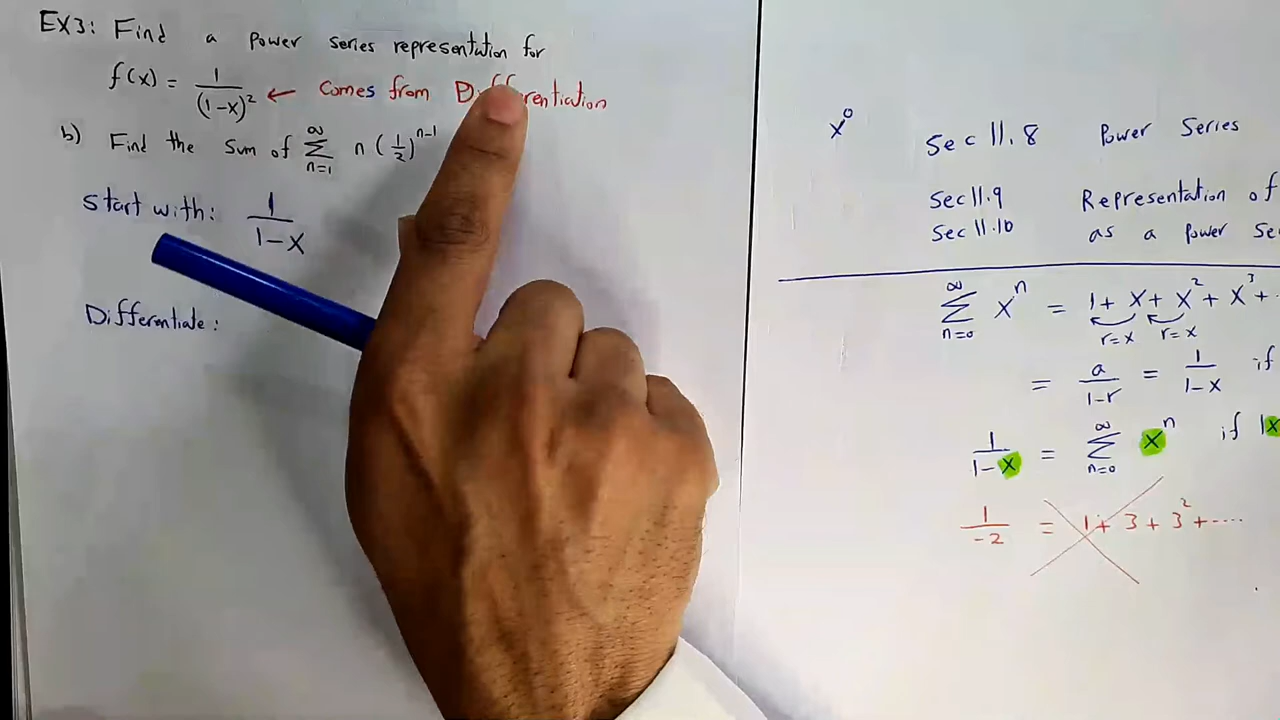 EX3: Find a power series representation for
f(x) = 1/(1-x)² ← Comes from Differentiation
b) Find the Sum of ∞ Σ n=1 n(1/2)ⁿ⁻¹
Start with: 1/(1-x)
Differentiate:
x⁰
Sec 11.8 Power Series
Sec 11.9 Representation of
Sec 11.10 as a Power Se
∞ Σ n=0 xⁿ = 1 + x + x² + x³ +
r=x r=x
= a/(1-r) = 1/(1-x) if
1/(1-x) = ∞ Σ n=0 xⁿ if |x
1/-2 = 1 + 3 + 3² + ....